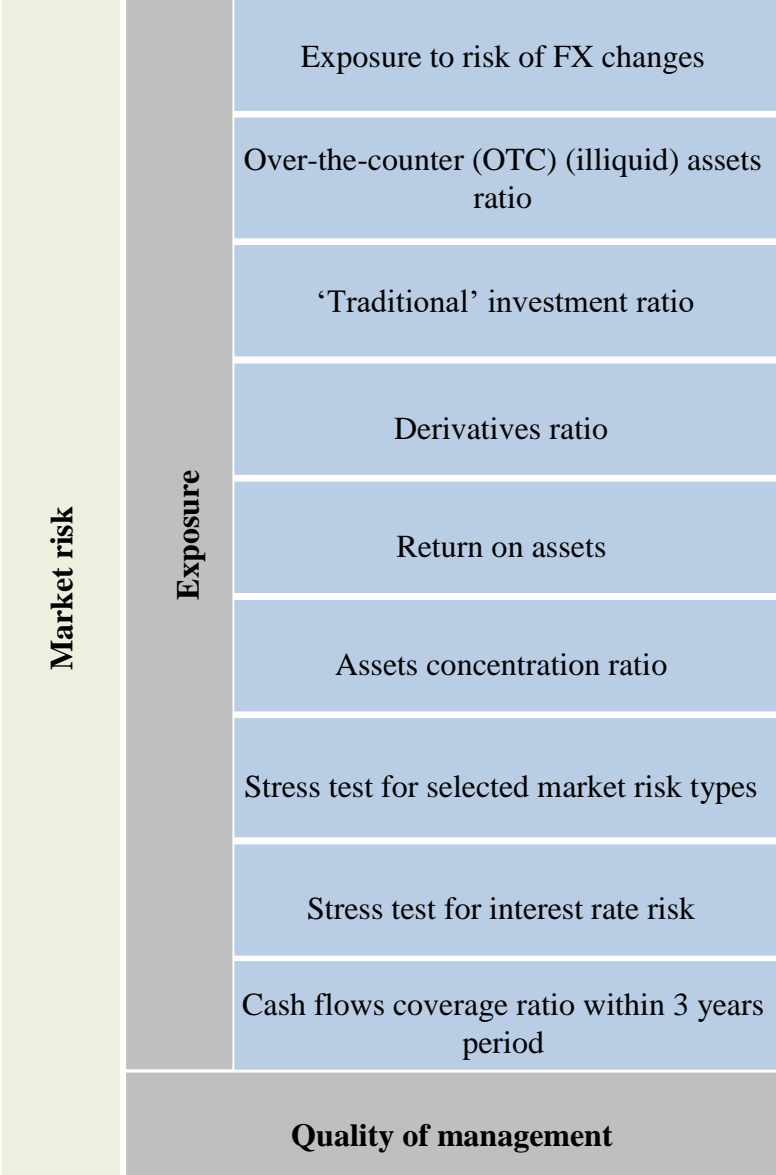 Market risk
Exposure
Exposure to risk of FX changes
Over-the-counter (OTC) (illiquid) assets
ratio
‘Traditional’ investment ratio
Derivatives ratio
Return on assets
Assets concentration ratio
Stress test for selected market risk types
Stress test for interest rate risk
Cash flows coverage ratio within 3 years
period
Quality of management